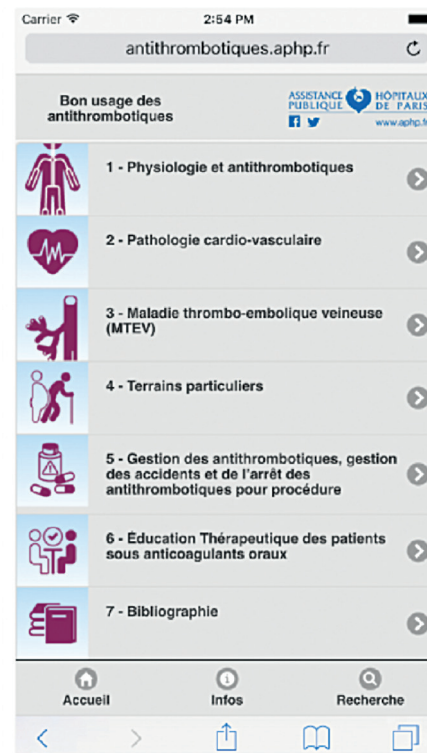 Carrier 2:54 PM
antithrombotiques.aphp.fr
Bon usage des
antithrombotiques
ASSISTANCE HÔPITAUX
PUBLIQUE DE PARIS
www.aphp.fr
1 - Physiologie et antithrombotiques
2 - Pathologie cardio-vasculaire
3 - Maladie thrombo-embolique veineuse
(MTEV)
4 - Terrains particuliers
5 - Gestion des antithrombotiques, gestion
des accidents et de l'arrêt des
antithrombotiques pour procédure
6 - Éducation Thérapeutique des patients
sous anticoagulants oraux
7 - Bibliographie
Accueil Infos Recherche